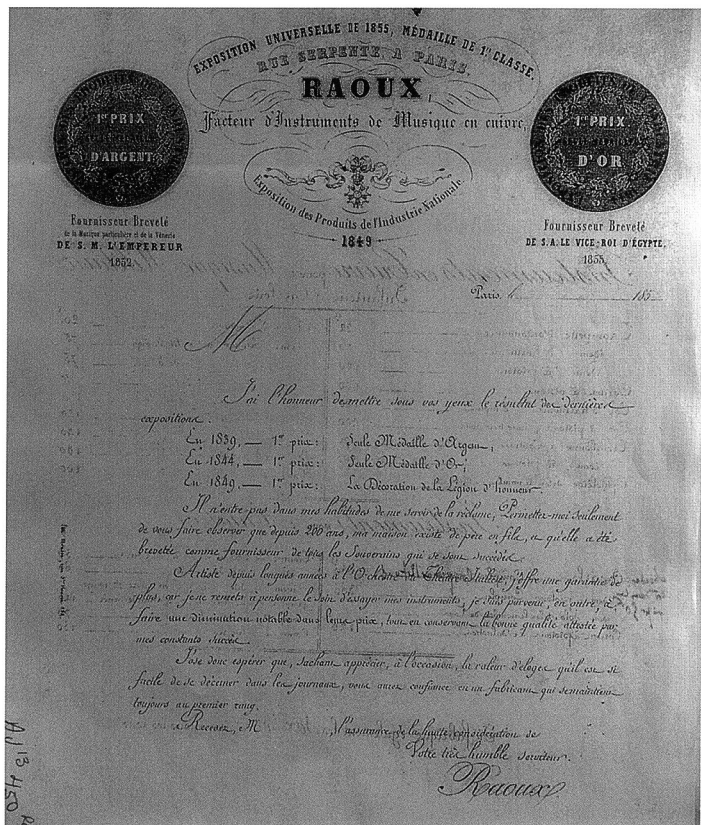 EXPOSITION UNIVERSELLE DE 1855, MÉDAILLE DE 1re CLASSE.
RUE SERPENTE, A PARIS.
RAOUX,
Facteur d'Instruments de Musique en cuivre,
1er PRIX
D'ARGENT
1er PRIX
D'OR
Exposition des Produits de l'Industrie Nationale
1849
Fournisseur Breveté
de la Musique particulière et de la Vénerie
DE S. M. L'EMPEREUR
1852.
Fournisseur Breveté
DE S. A. LE VICE-ROI D'ÉGYPTE,
1855.
Paris, le 185
M
J'ai l'honneur de mettre sous vos yeux le résultat des dernières
expositions.
En 1839, — 1er prix: Seule Médaille d'Argent;
En 1844, — 1er prix: Seule Médaille d'Or;
En 1849, — 1er prix: La Décoration de la Légion d'honneur.
Il n'entre pas dans mes habitudes de me servir de la réclame, Permettez-moi seulement
de vous faire observer que depuis 200 ans, ma maison existe de père en fils, et qu'elle a été
brevetée comme fournisseur de tous les Souverains qui se sont succédés.
Artiste depuis longues années à l'Orchestre du Théâtre Italien, j'offre une garantie de
plus, car je ne remets à personne le soin d'essayer mes instruments, je suis parvenu, en outre, à
faire une diminution notable dans leurs prix, tout en conservant la bonne qualité attestée par
mes constants succès.
J'ose donc espérer que, sachant apprécier, à l'occasion, la valeur d'éloges qu'il est si
facile de se décerner dans les journaux, vous aurez confiance en un fabricant qui se maintient
toujours au premier rang.
Recevez, M , l'assurance de la haute considération de
Votre très humble serviteur.
Raoux